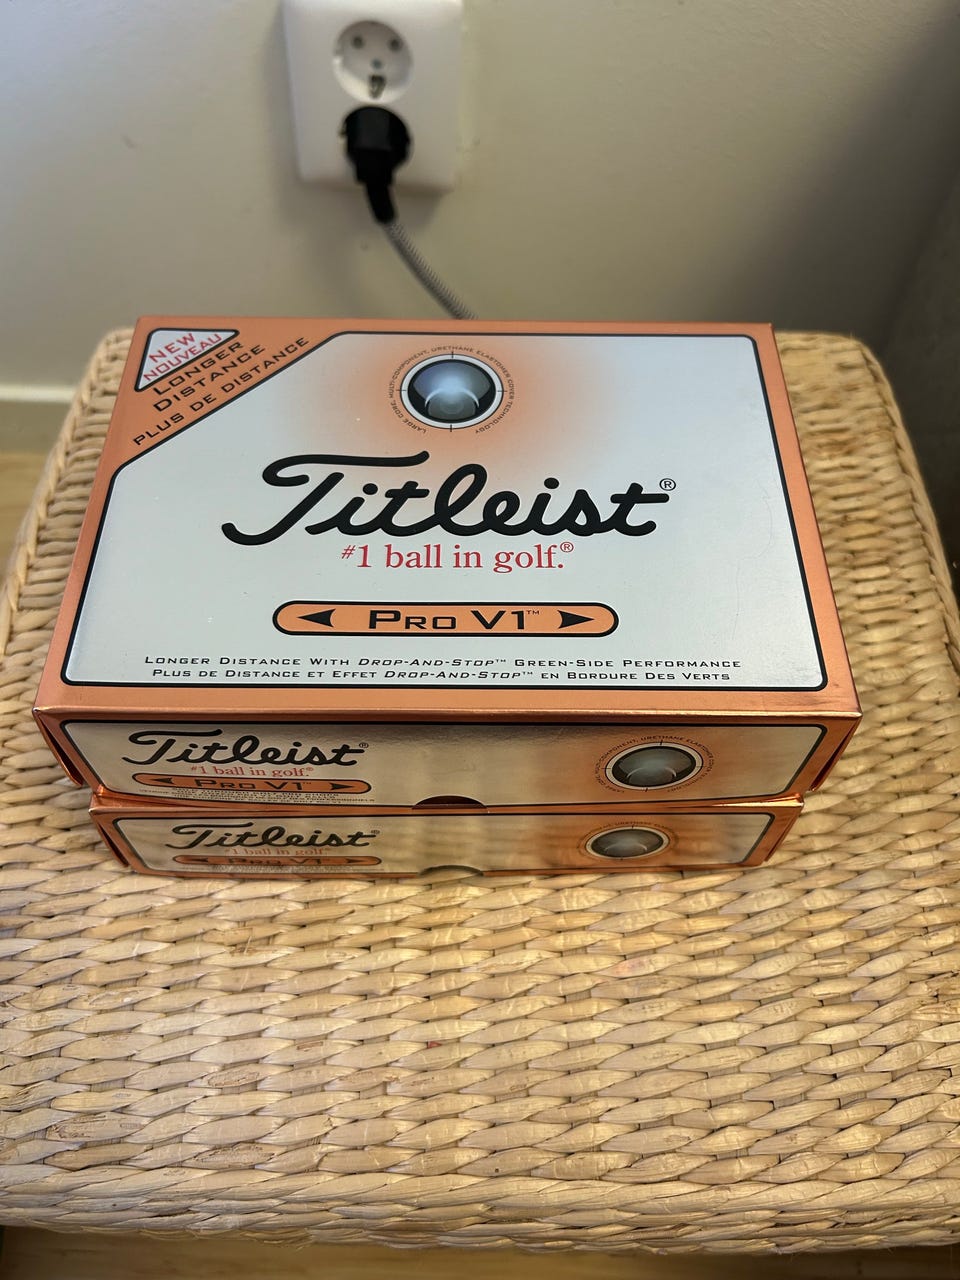 NEW
NOUVEAU
LONGER
DISTANCE
PLUS DE DISTANCE
LARGE CORE, MULTI-COMPONENT, URETHANE ELASTOMER COVER TECHNOLOGY
Titleist®
#1 ball in golf.®
PRO V1™
LONGER DISTANCE WITH DROP-AND-STOP™ GREEN-SIDE PERFORMANCE
PLUS DE DISTANCE ET EFFET DROP-AND-STOP™ EN BORDURE DES VERTS
Titleist®
#1 ball in golf.®
PRO V1™
Titleist®
#1 ball in golf.®
PRO V1